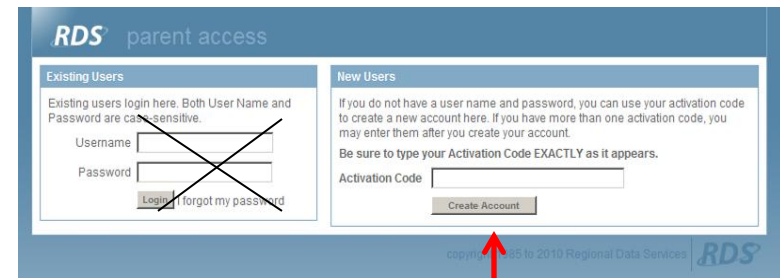 RDS parent access
Existing Users
Existing users login here. Both User Name and
Password are case-sensitive.
Username
Password
Login I forgot my password
New Users
If you do not have a user name and password, you can use your activation code
to create a new account here. If you have more than one activation code, you
may enter them after you create your account.
Be sure to type your Activation Code EXACTLY as it appears.
Activation Code
Create Account
to 2010 Regional Data Services RDS